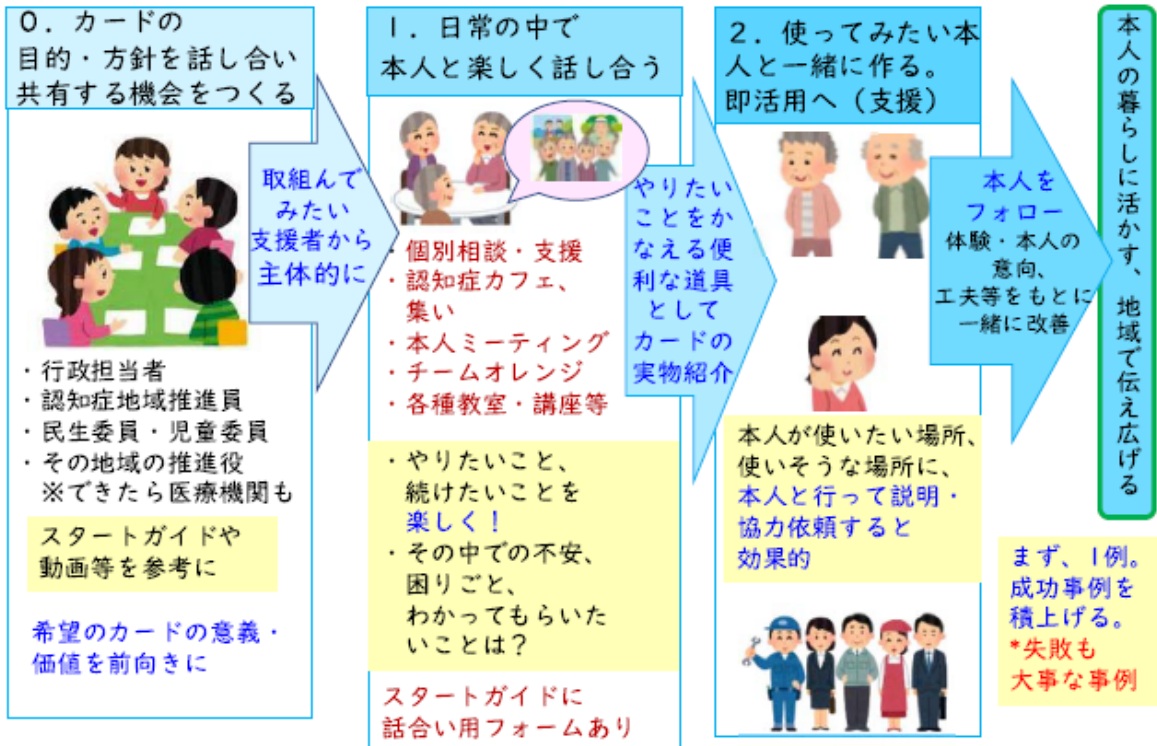 ０．カードの
目的・方針を話し合い
共有する機会をつくる
・行政担当者
・認知症地域推進員
・民生委員・児童委員
・その地域の推進役
※できたら医療機関も
スタートガイドや
動画等を参考に
希望のカードの意義・
価値を前向きに
取組んで
みたい
支援者から
主体的に
１．日常の中で
本人と楽しく話し合う
・個別相談・支援
・認知症カフェ、
集い
・本人ミーティング
・チームオレンジ
・各種教室・講座等
・やりたいこと、
続けたいことを
楽しく！
・その中での不安、
困りごと、
わかってもらいた
いことは？
スタートガイドに
話合い用フォームあり
やりたい
ことをか
なえる便
利な道具
として
カードの
実物紹介
２．使ってみたい本
人と一緒に作る。
即活用へ（支援）
本人が使いたい場所、
使いそうな場所に、
本人と行って説明・
協力依頼すると
効果的
本人を
フォロー
体験・本人の
意向、
工夫等をもとに
一緒に改善
本人の暮らしに活かす、地域で伝え広げる
まず、１例。
成功事例を
積上げる。
*失敗も
大事な事例